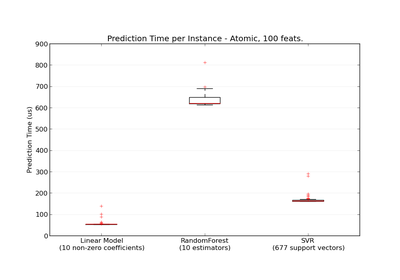 Prediction Time per Instance - Atomic, 100 feats.
900
800
700
600
500
400
300
200
100
0
Prediction Time (us)
Linear Model
(10 non-zero coefficients)
RandomForest
(10 estimators)
SVR
(677 support vectors)